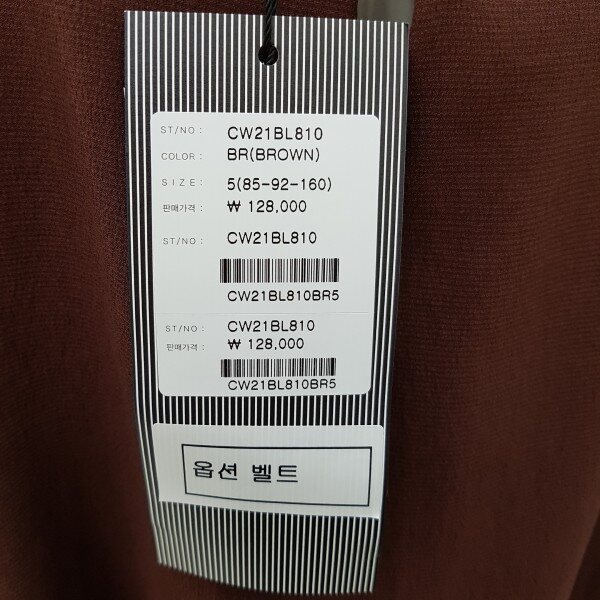 ST/NO : CW21BL810
COLOR : BR(BROWN)
SIZE : 5(85-92-160)
판매가격 : ₩ 128,000
ST/NO : CW21BL810
CW21BL810BR5
ST/NO : CW21BL810
판매가격 : ₩ 128,000
CW21BL810BR5
옵션 벨트